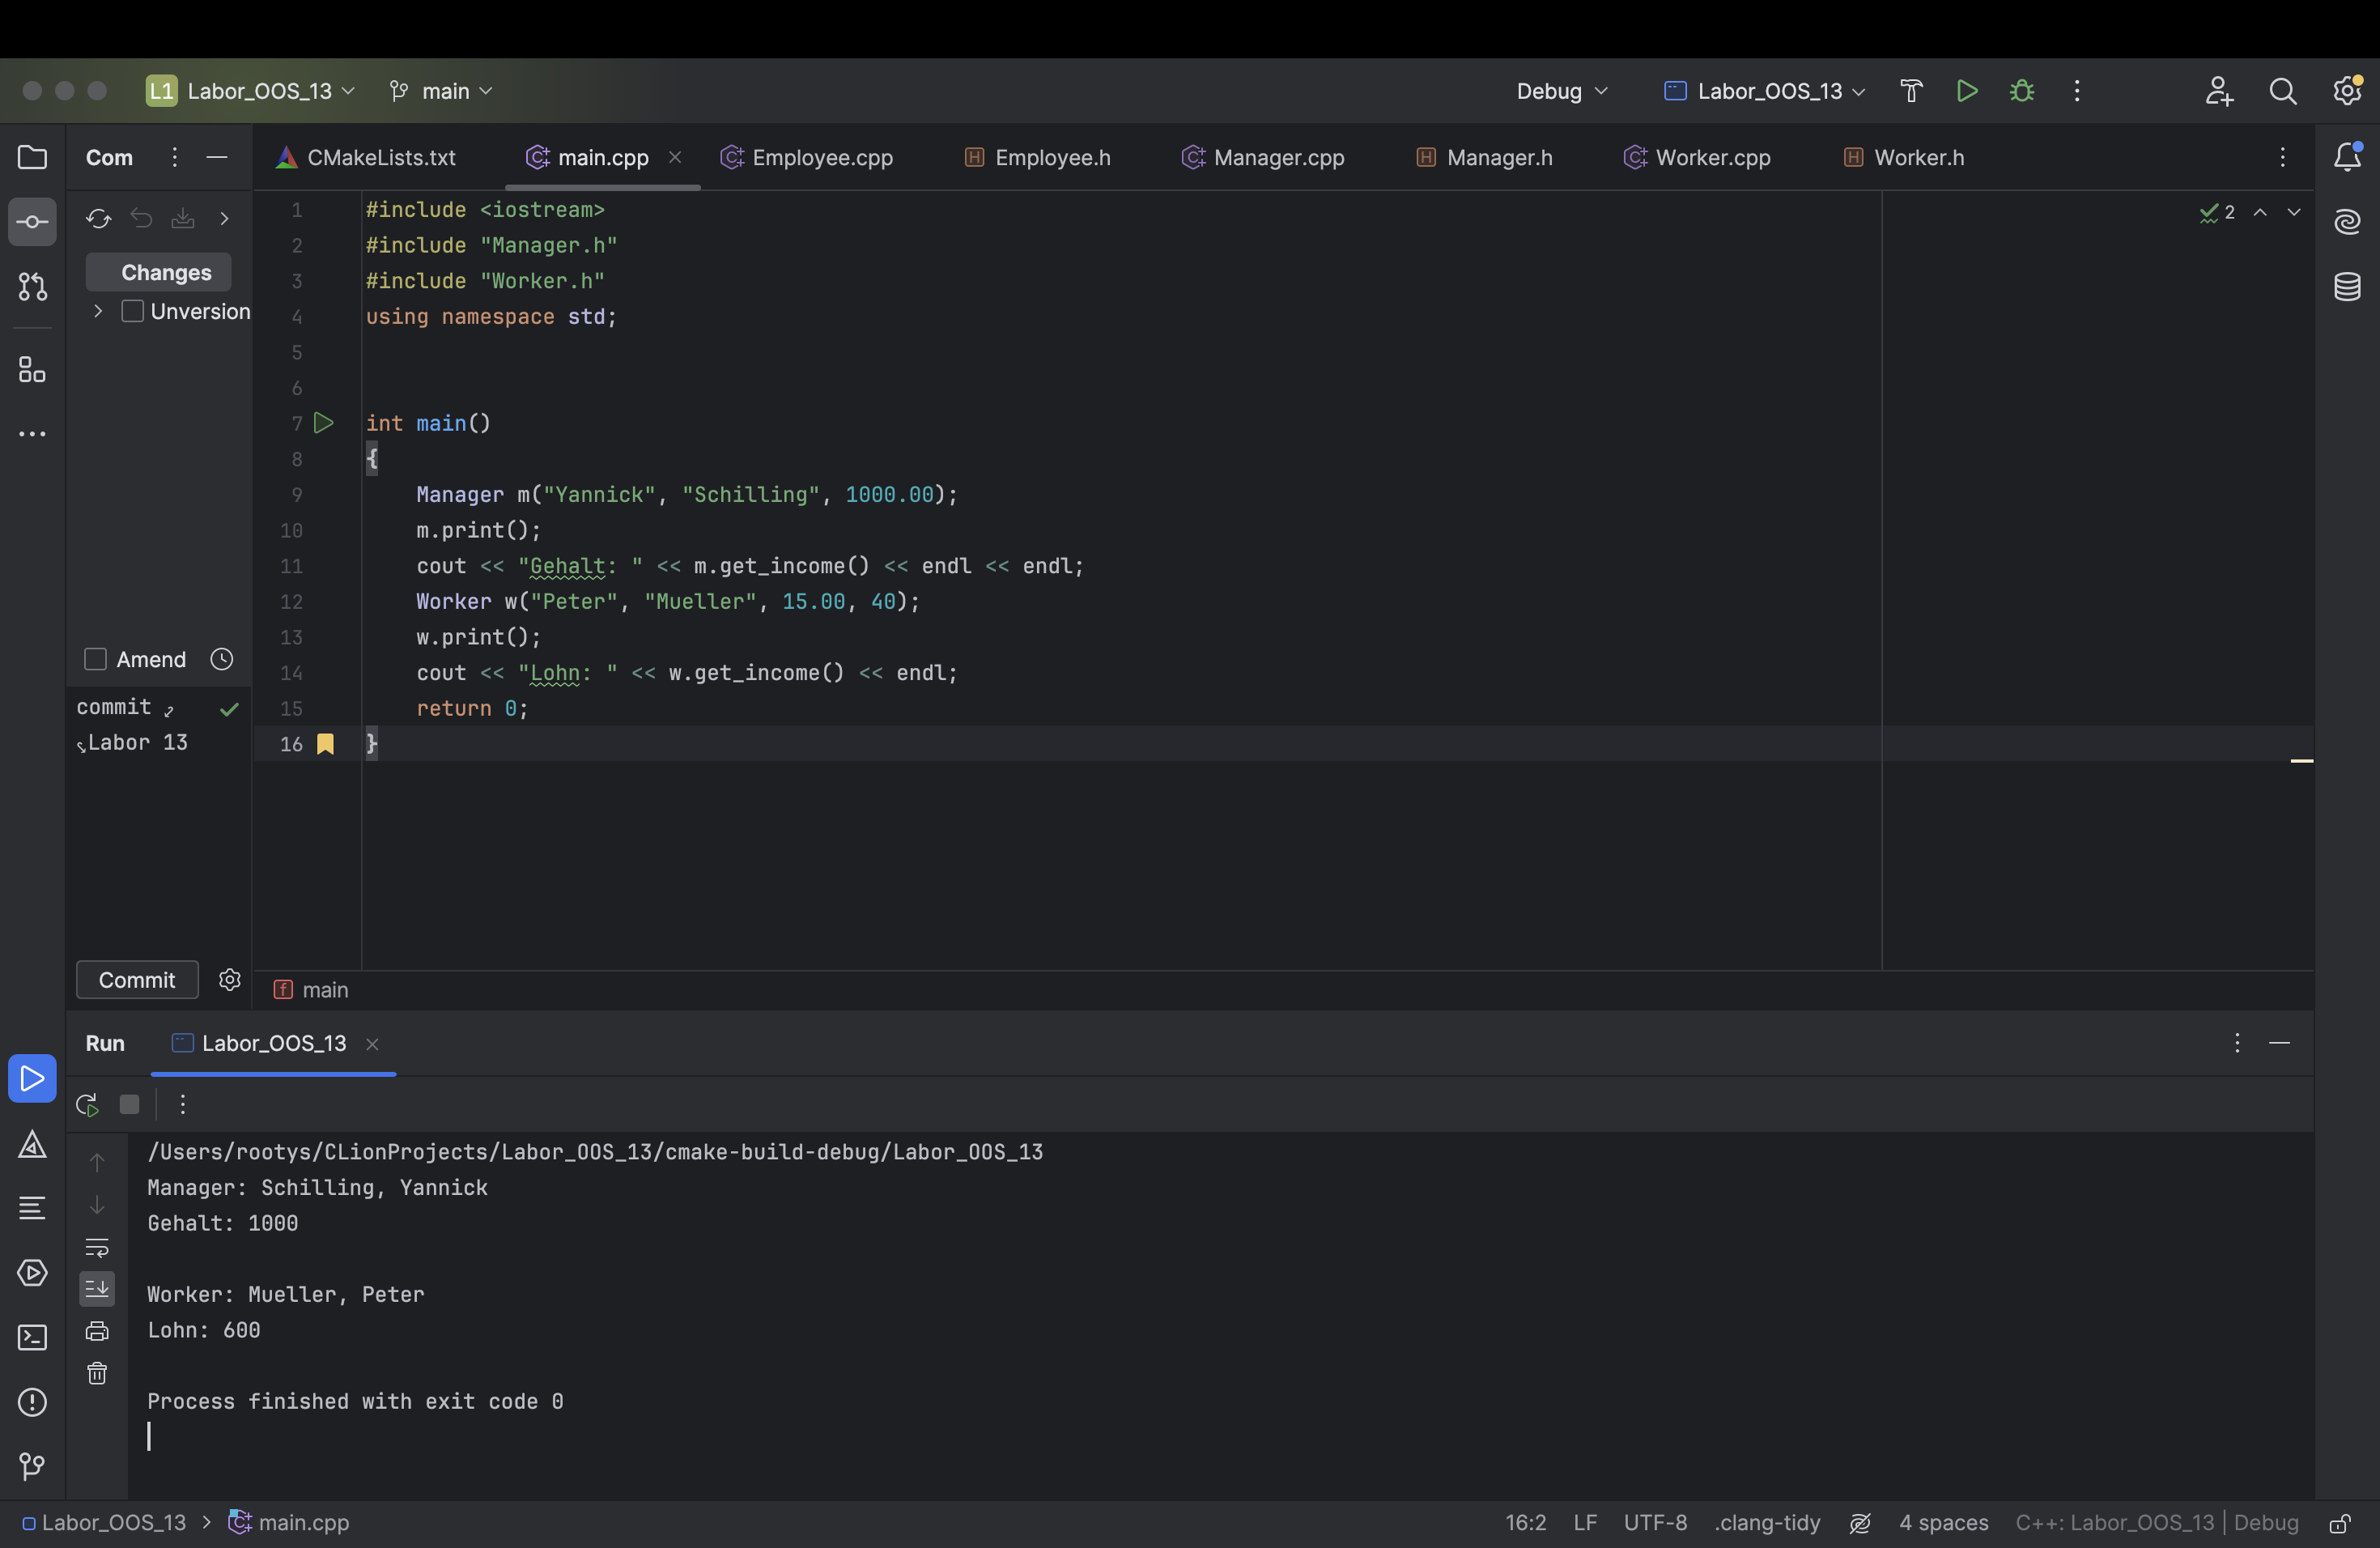 L1 Labor_OOS_13 main Debug Labor_OOS_13
Com
CMakeLists.txt main.cpp Employee.cpp Employee.h Manager.cpp Manager.h Worker.cpp Worker.h
Changes
Unversion
Amend
commit
Labor 13
Commit
2
1 #include <iostream>
2 #include "Manager.h"
3 #include "Worker.h"
4 using namespace std;
5
6
7 int main()
8 {
9 Manager m("Yannick", "Schilling", 1000.00);
10 m.print();
11 cout << "Gehalt: " << m.get_income() << endl << endl;
12 Worker w("Peter", "Mueller", 15.00, 40);
13 w.print();
14 cout << "Lohn: " << w.get_income() << endl;
15 return 0;
16 }
f main
Run Labor_OOS_13
/Users/rootys/CLionProjects/Labor_OOS_13/cmake-build-debug/Labor_OOS_13
Manager: Schilling, Yannick
Gehalt: 1000
Worker: Mueller, Peter
Lohn: 600
Process finished with exit code 0
Labor_OOS_13 main.cpp 16:2 LF UTF-8 .clang-tidy 4 spaces C++: Labor_OOS_13 | Debug